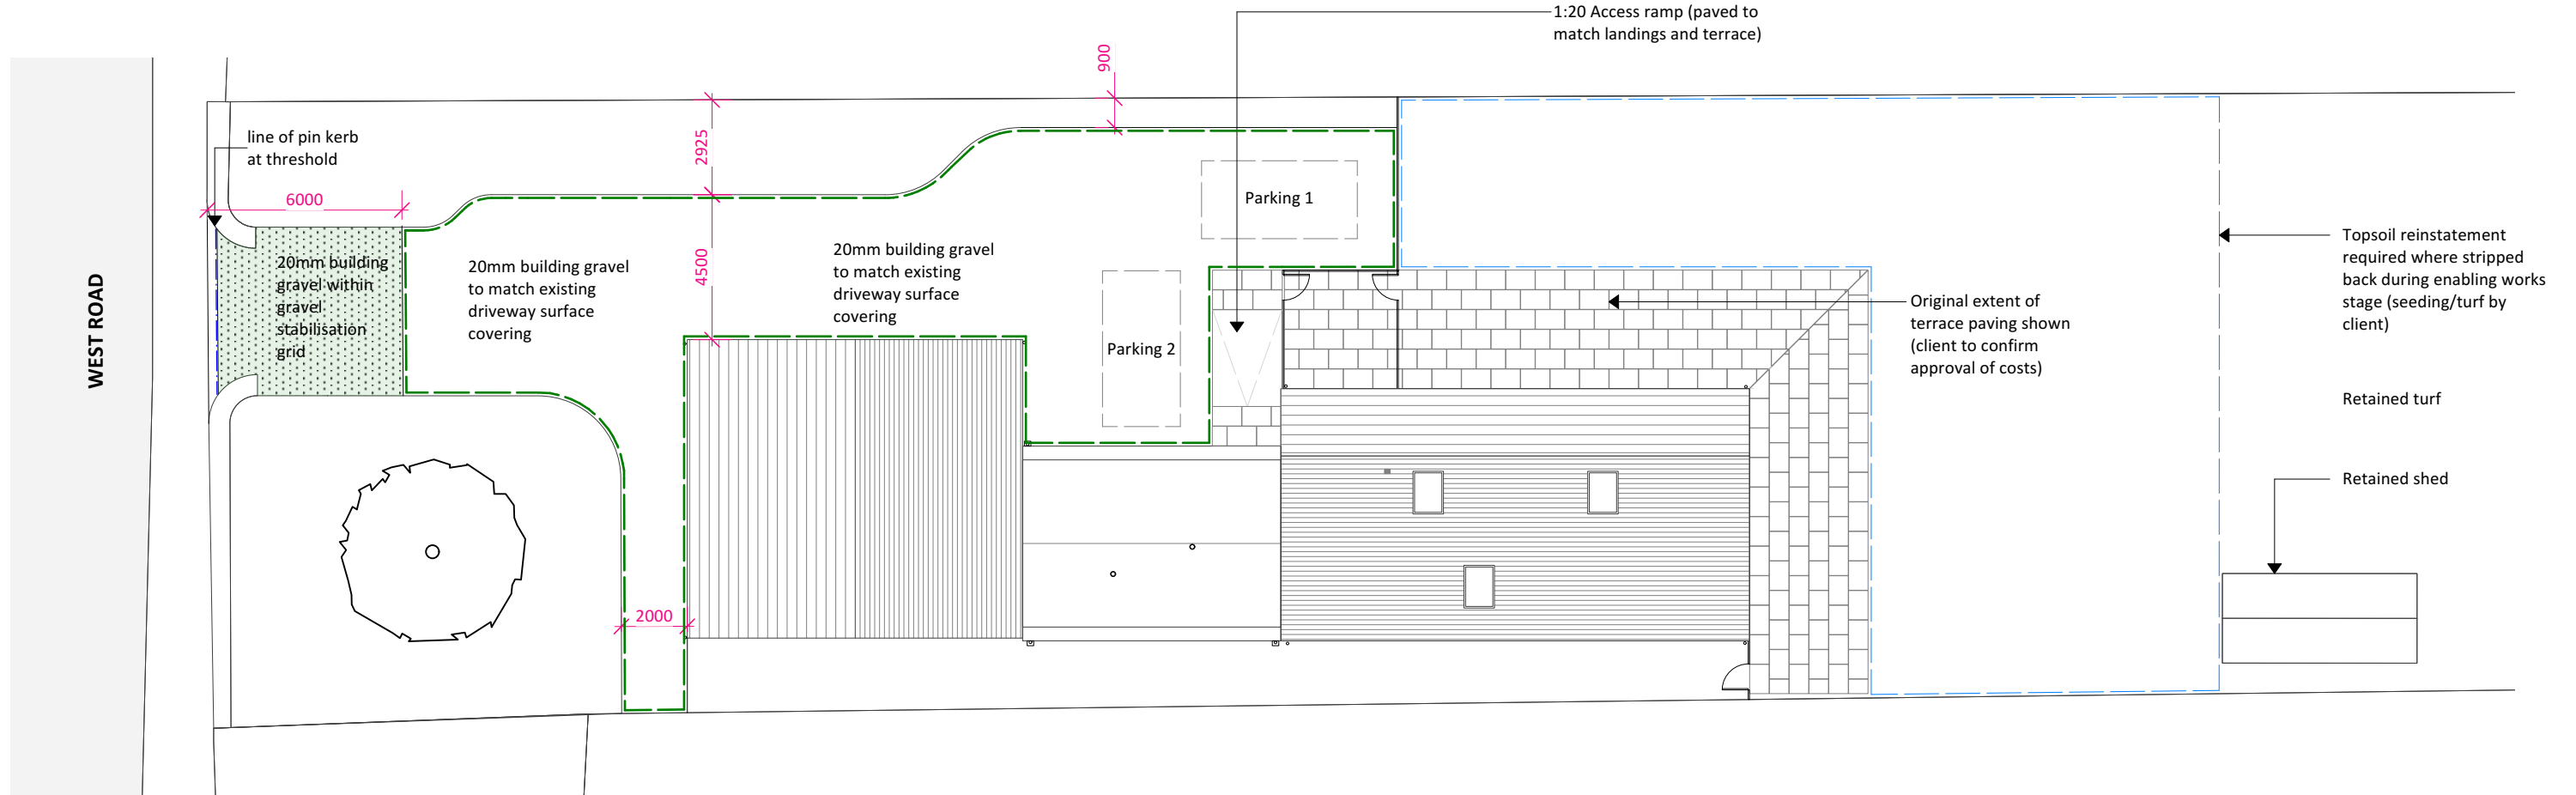 1:20 Access ramp (paved to
match landings and terrace)
900
line of pin kerb
at threshold
2925
6000
Parking 1
WEST ROAD
20mm building
gravel within
gravel
stabilisation
grid
20mm building gravel
to match existing
driveway surface
covering
4500
20mm building gravel
to match existing
driveway surface
covering
Parking 2
Original extent of
terrace paving shown
(client to confirm
approval of costs)
Topsoil reinstatement
required where stripped
back during enabling works
stage (seeding/turf by
client)
Retained turf
Retained shed
2000